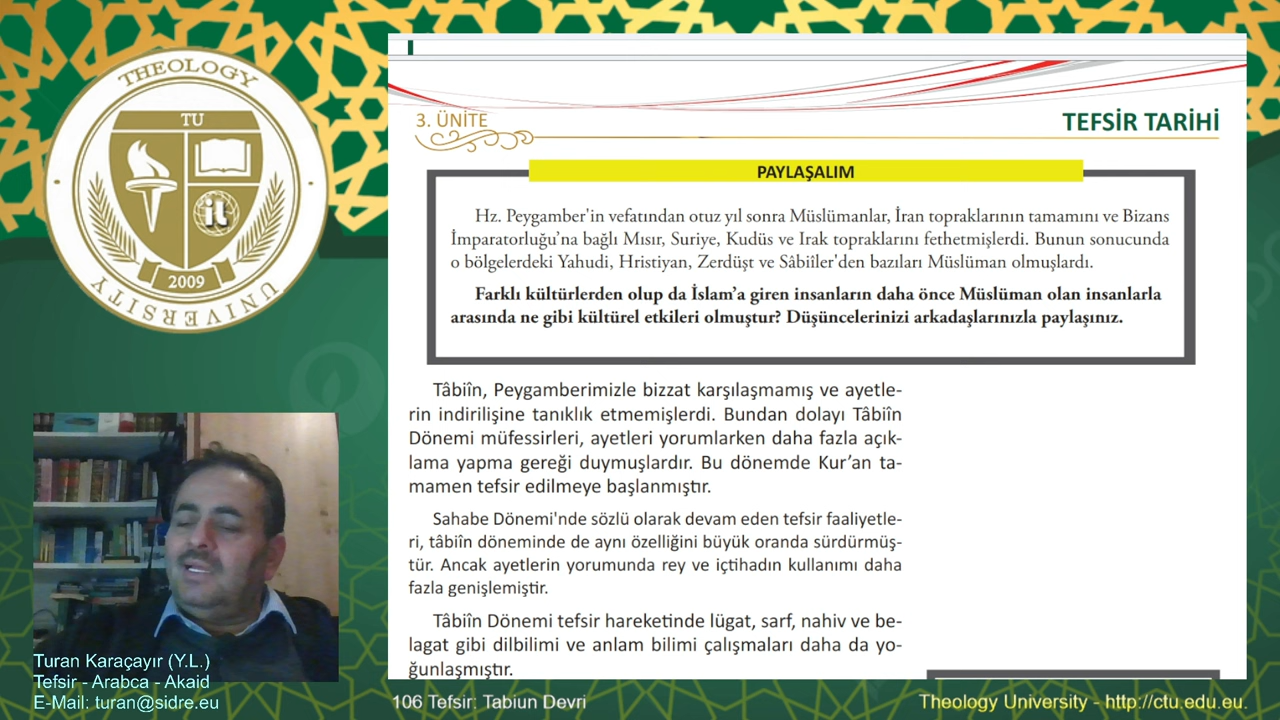 THEOLOGY
TU
2009
UNIVERSITY
3. ÜNİTE
TEFSİR TARİHİ
PAYLAŞALIM
Hz. Peygamber'in vefatından otuz yıl sonra Müslümanlar, İran topraklarının tamamını ve Bizans
İmparatorluğu’na bağlı Mısır, Suriye, Kudüs ve Irak topraklarını fethetmişlerdi. Bunun sonucunda
o bölgelerdeki Yahudi, Hristiyan, Zerdüşt ve Sâbiîler'den bazıları Müslüman olmuşlardı.
Farklı kültürlerden olup da İslam’a giren insanların daha önce Müslüman olan insanlarla
arasında ne gibi kültürel etkileri olmuştur? Düşüncelerinizi arkadaşlarınızla paylaşınız.
Tâbiîn, Peygamberimizle bizzat karşılaşmamış ve ayetle-
rin indirilişine tanıklık etmemişlerdi. Bundan dolayı Tâbiîn
Dönemi müfessirleri, ayetleri yorumlarken daha fazla açık-
lama yapma gereği duymuşlardır. Bu dönemde Kur’an ta-
mamen tefsir edilmeye başlanmıştır.
Sahabe Dönemi'nde sözlü olarak devam eden tefsir faaliyetle-
ri, tâbiîn döneminde de aynı özelliğini büyük oranda sürdürmüş-
tür. Ancak ayetlerin yorumunda rey ve içtihadın kullanımı daha
fazla genişlemiştir.
Tâbiîn Dönemi tefsir hareketinde lügat, sarf, nahiv ve be-
lagat gibi dilbilimi ve anlam bilimi çalışmaları daha da yo-
ğunlaşmıştır.
Turan Karaçayır (Y.L.)
Tefsir - Arabca - Akaid
E-Mail: turan@sidre.eu
106 Tefsir: Tabiun Devri
Theology University - http://ctu.edu.eu.